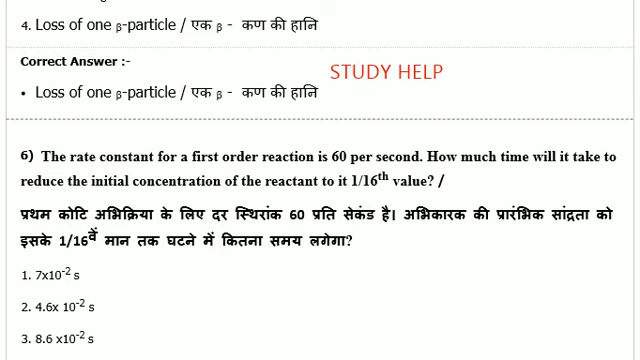 4. Loss of one β-particle / एक β - कण की हानि
Correct Answer :-
STUDY HELP
• Loss of one β-particle / एक β - कण की हानि
6) The rate constant for a first order reaction is 60 per second. How much time will it take to
reduce the initial concentration of the reactant to it 1/16th value? /
प्रथम कोटि अभिक्रिया के लिए दर स्थिरांक 60 प्रति सेकंड है। अभिकारक की प्रारंभिक सांद्रता को
इसके 1/16वें मान तक घटने में कितना समय लगेगा?
1. 7x10-2 s
2. 4.6x 10-2 s
3. 8.6 x10-2 s